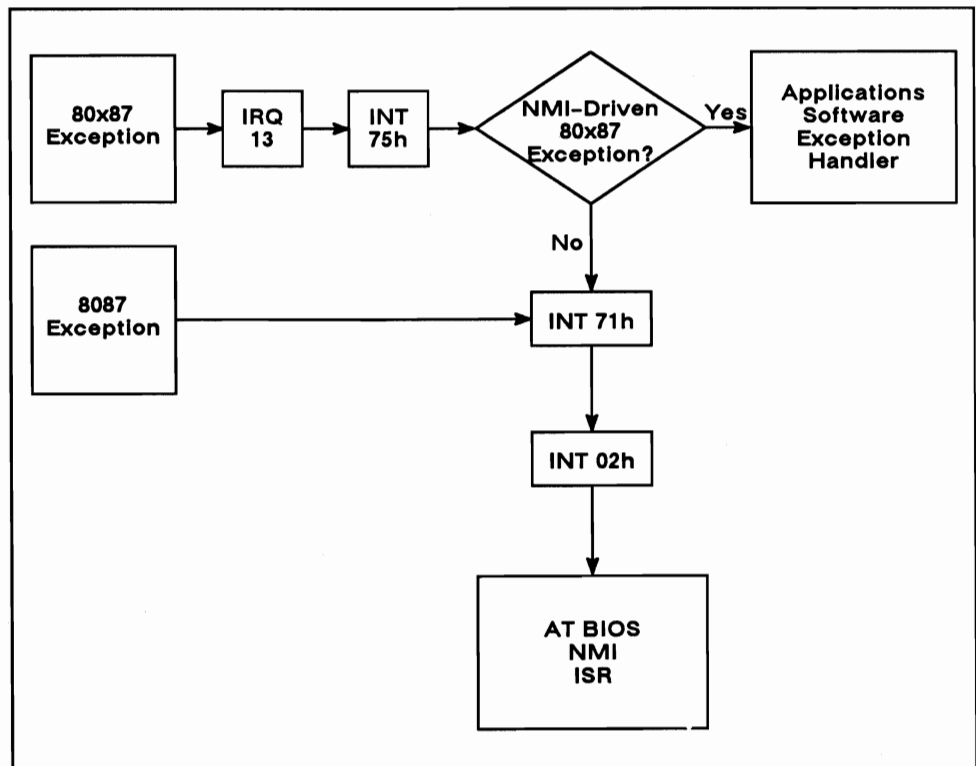 80x87
Exception
IRQ
13
INT
75h
NMI-Driven
80x87
Exception?
Yes
Applications
Software
Exception
Handler
No
8087
Exception
INT 71h
INT 02h
AT BIOS
NMI
ISR